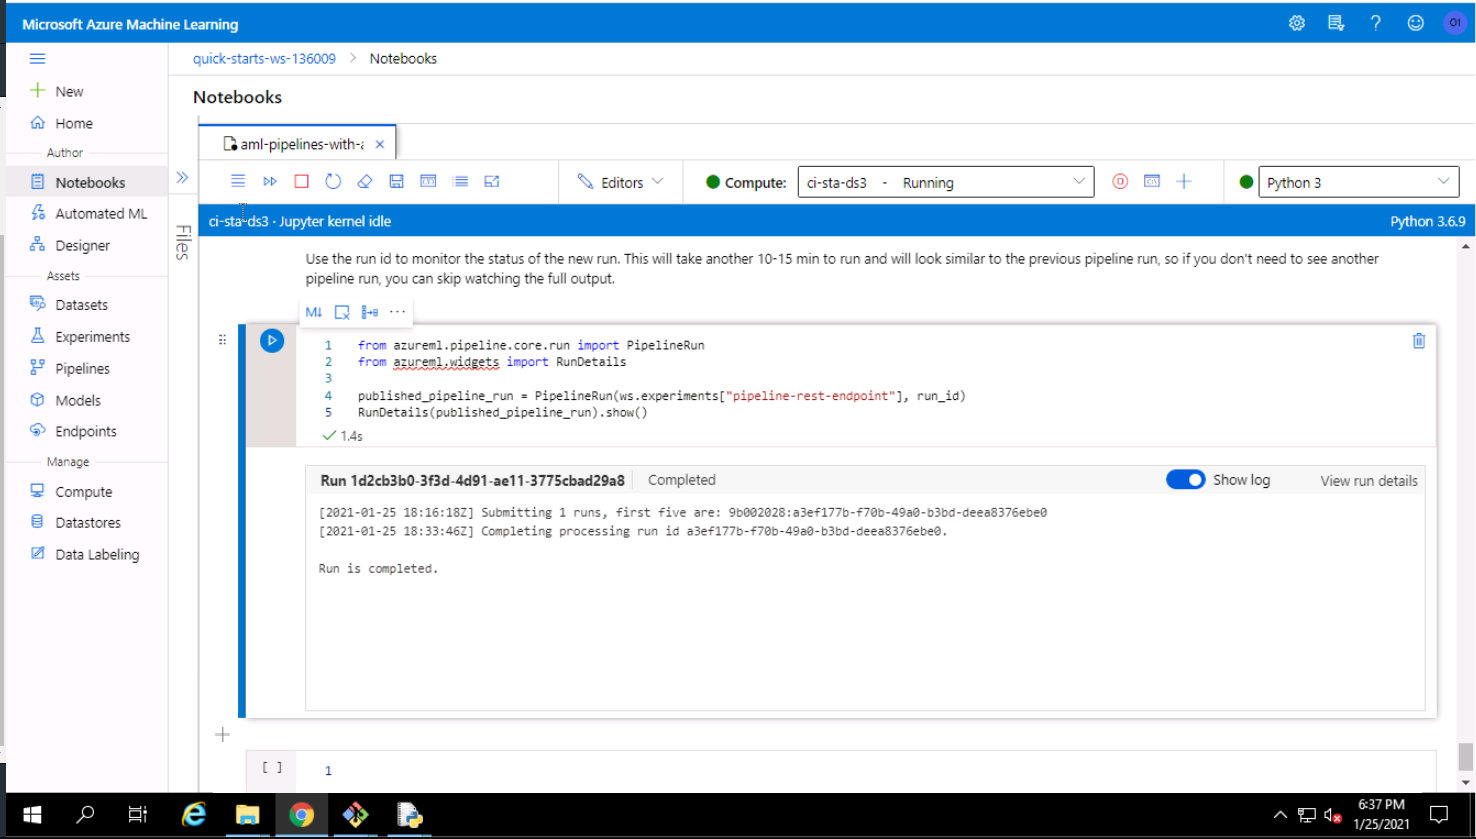 Microsoft Azure Machine Learning
01
quick-starts-ws-136009 > Notebooks
New
Home
Author
Notebooks
Automated ML
Designer
Assets
Datasets
Experiments
Pipelines
Models
Endpoints
Manage
Compute
Datastores
Data Labeling
Notebooks
aml-pipelines-with-a
Editors
Compute:
ci-sta-ds3 - Running
Python 3
Files
ci-sta-ds3 · Jupyter kernel idle
Python 3.6.9
Use the run id to monitor the status of the new run. This will take another 10-15 min to run and will look similar to the previous pipeline run, so if you don't need to see another
pipeline run, you can skip watching the full output.
M↓
1 from azureml.pipeline.core.run import PipelineRun
2 from azureml.widgets import RunDetails
3
4 published_pipeline_run = PipelineRun(ws.experiments["pipeline-rest-endpoint"], run_id)
5 RunDetails(published_pipeline_run).show()
1.4s
Run 1d2cb3b0-3f3d-4d91-ae11-3775cbad29a8 Completed
Show log
View run details
[2021-01-25 18:16:18Z] Submitting 1 runs, first five are: 9b002028:a3ef177b-f70b-49a0-b3bd-deea8376ebe0
[2021-01-25 18:33:46Z] Completing processing run id a3ef177b-f70b-49a0-b3bd-deea8376ebe0.
Run is completed.
[ ] 1
6:37 PM
1/25/2021